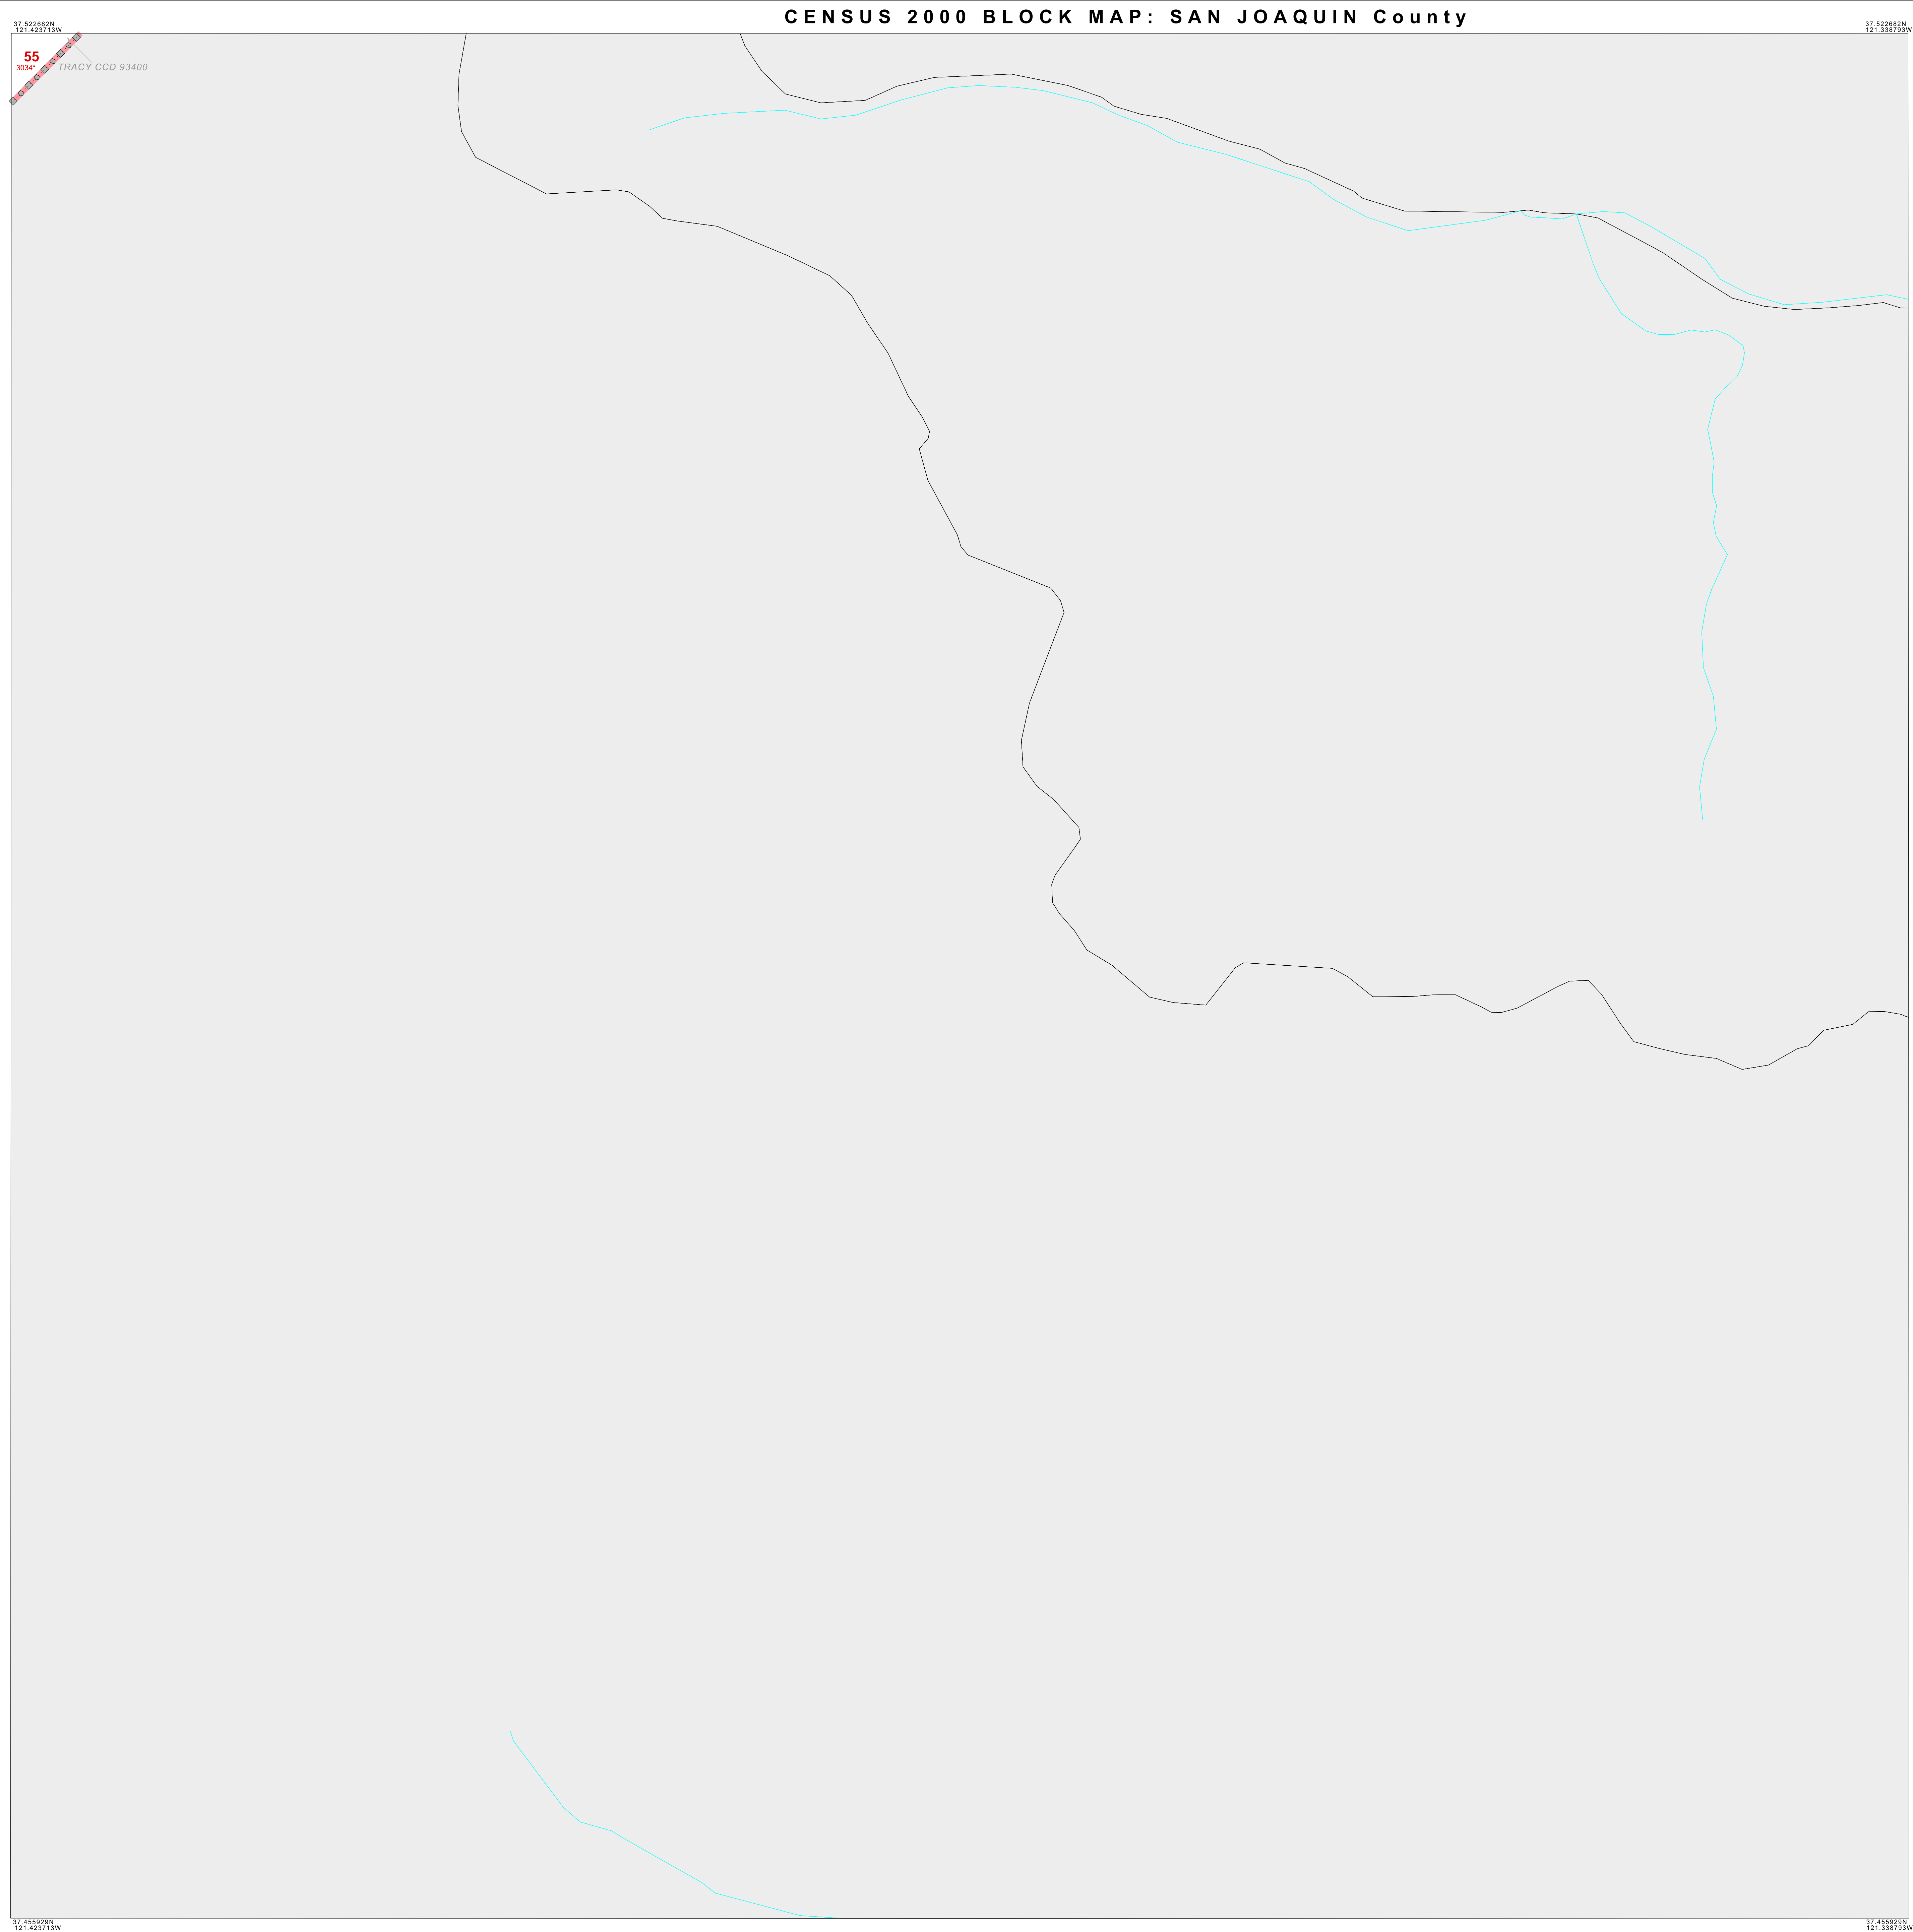 CENSUS 2000 BLOCK MAP: SAN JOAQUIN County
37.522682N
121.423713W
37.522682N
121.338793W
55
3034*
TRACY CCD 93400
37.455929N
121.423713W
37.455929N
121.338793W